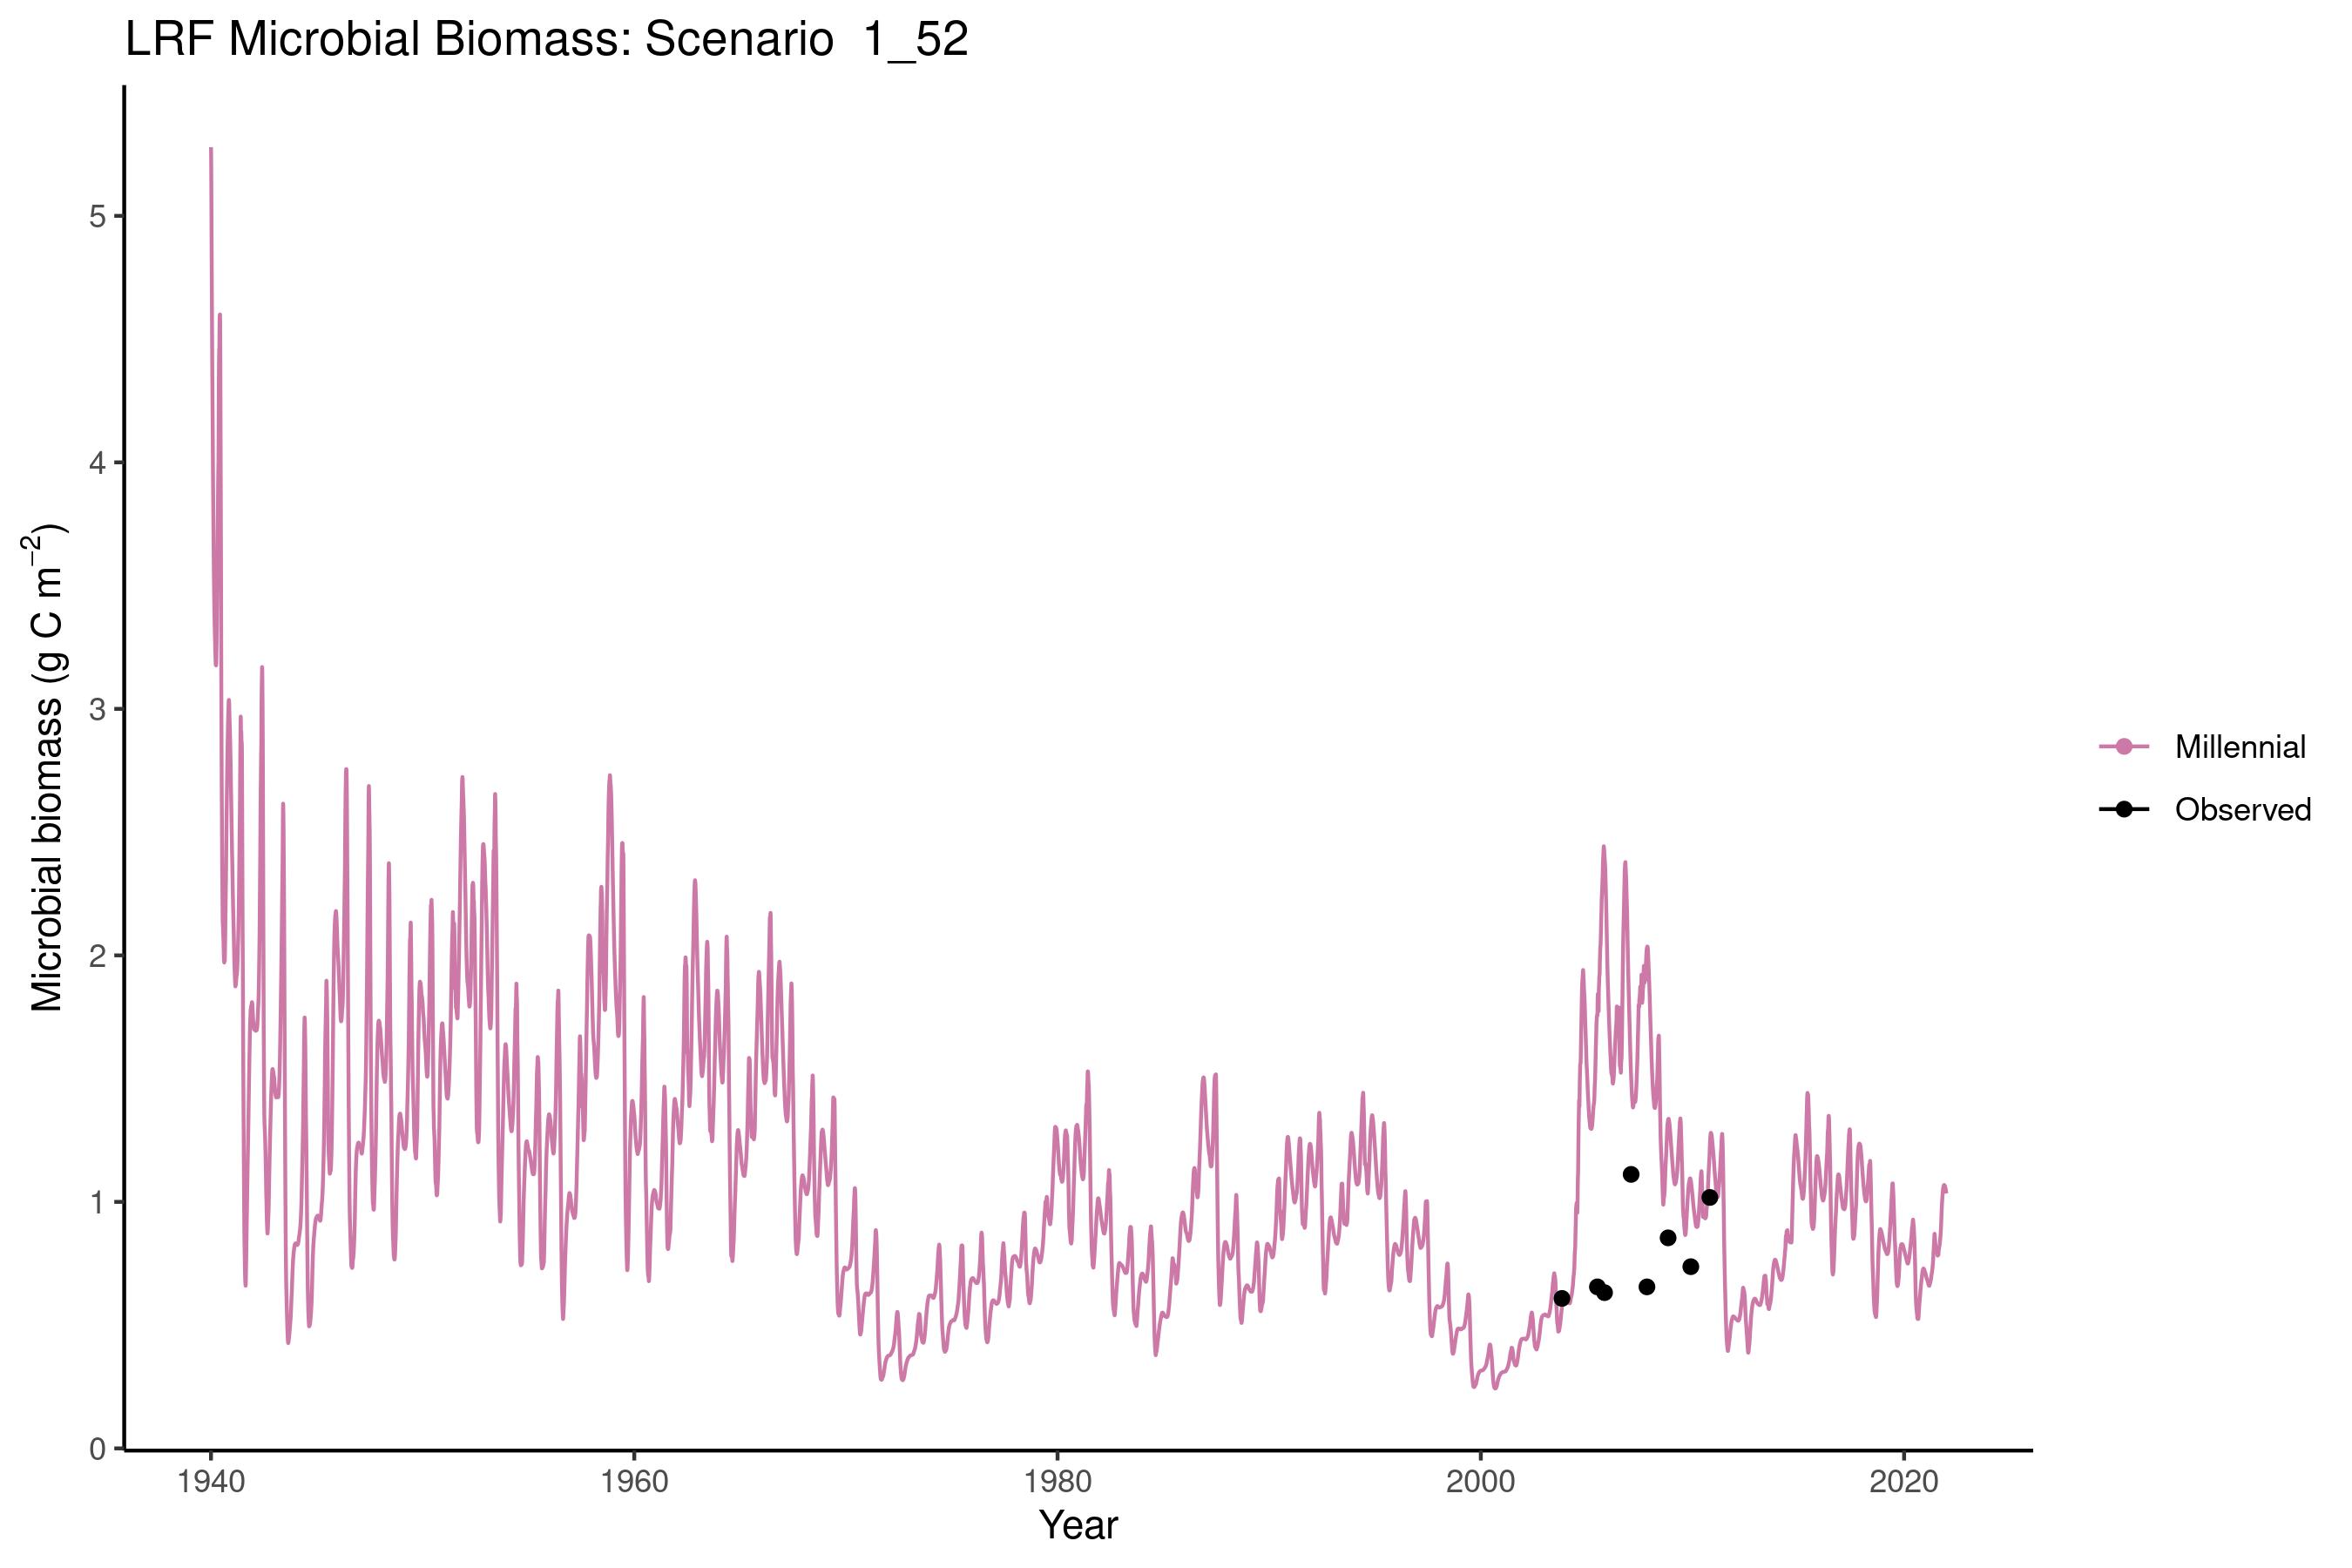 LRF Microbial Biomass: Scenario  1_52
Microbial biomass (g C m⁻²)
5
4
3
2
1
0
1940
1960
1980
2000
2020
Year
Millennial
Observed